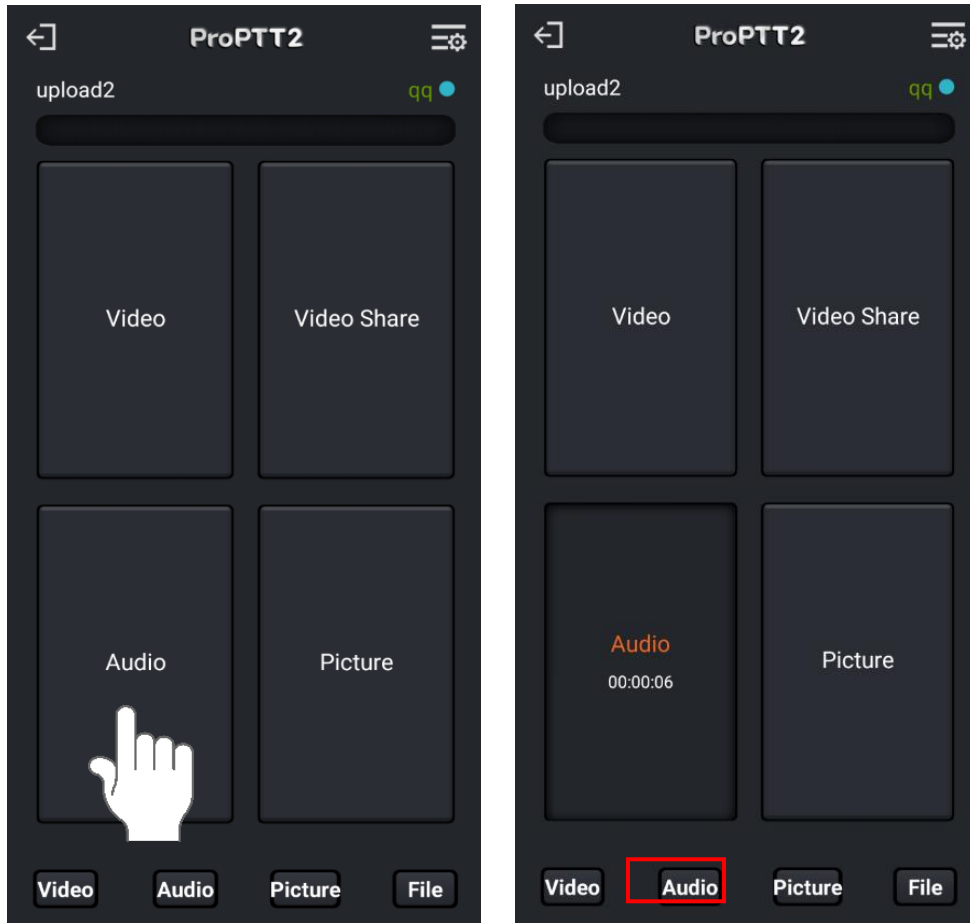 ProPTT2
upload2 qq
Video Video Share
Audio Picture
Video Audio Picture File
ProPTT2
upload2 qq
Video Video Share
Audio
00:00:06
Picture
Video Audio Picture File